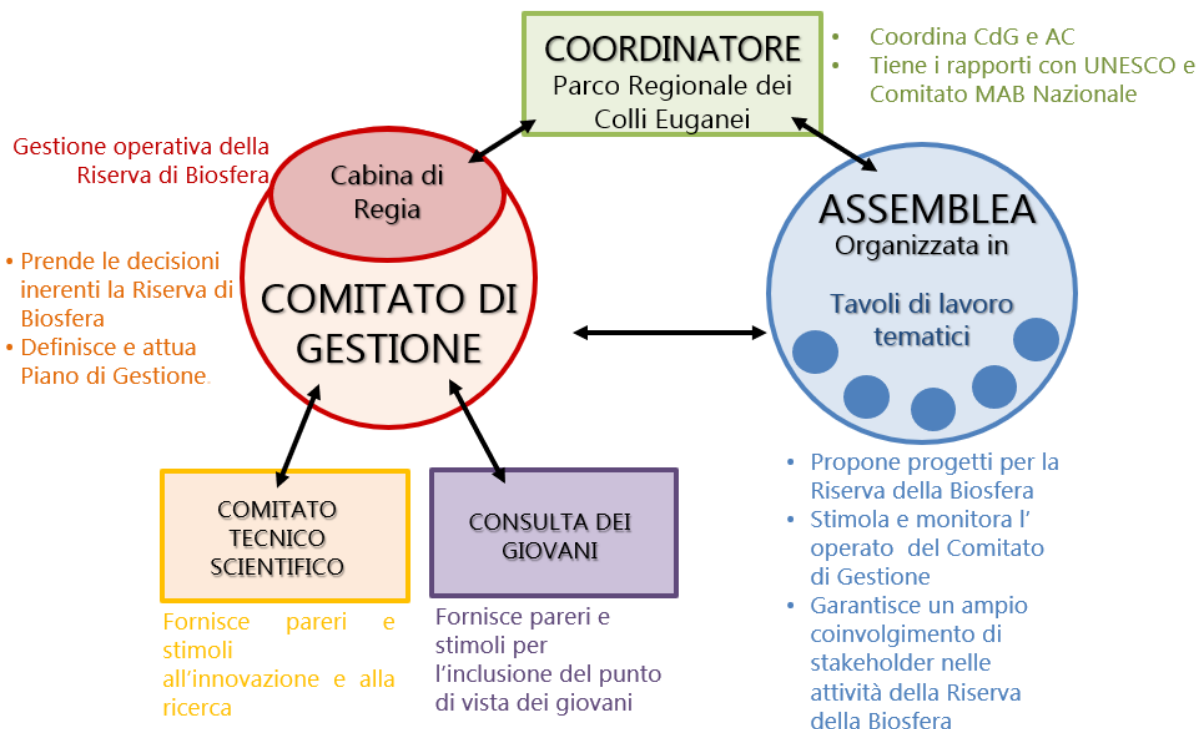 COORDINATORE
Parco Regionale dei
Colli Euganei
• Coordina CdG e AC
• Tiene i rapporti con UNESCO e
Comitato MAB Nazionale
Gestione operativa della
Riserva di Biosfera
Cabina di
Regia
• Prende le decisioni
inerenti la Riserva di
Biosfera
• Definisce e attua
Piano di Gestione.
COMITATO DI
GESTIONE
ASSEMBLEA
Organizzata in
Tavoli di lavoro
tematici
COMITATO
TECNICO
SCIENTIFICO
Fornisce pareri e
stimoli
all'innovazione e alla
ricerca
CONSULTA DEI
GIOVANI
Fornisce pareri e
stimoli per
l'inclusione del punto
di vista dei giovani
• Propone progetti per la
Riserva della Biosfera
• Stimola e monitora l'
operato del Comitato
di Gestione
• Garantisce un ampio
coinvolgimento di
stakeholder nelle
attività della Riserva
della Biosfera